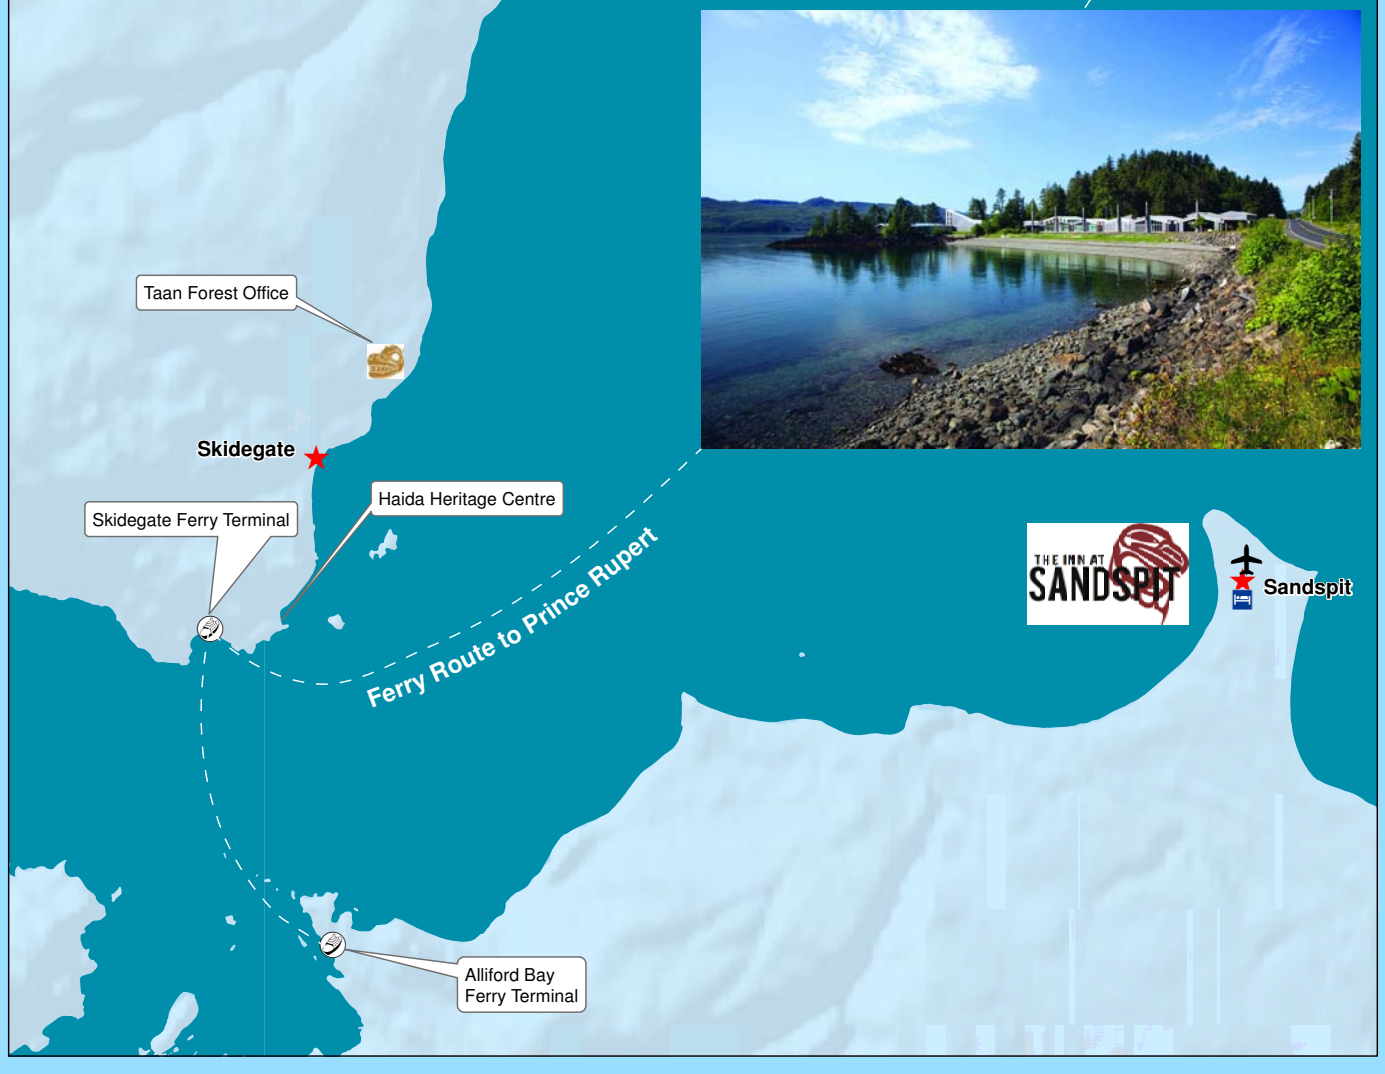 Taan Forest Office
Skidegate
Haida Heritage Centre
Skidegate Ferry Terminal
Ferry Route to Prince Rupert
THE INN AT
SANDSPIT
Sandspit
Alliford Bay
Ferry Terminal